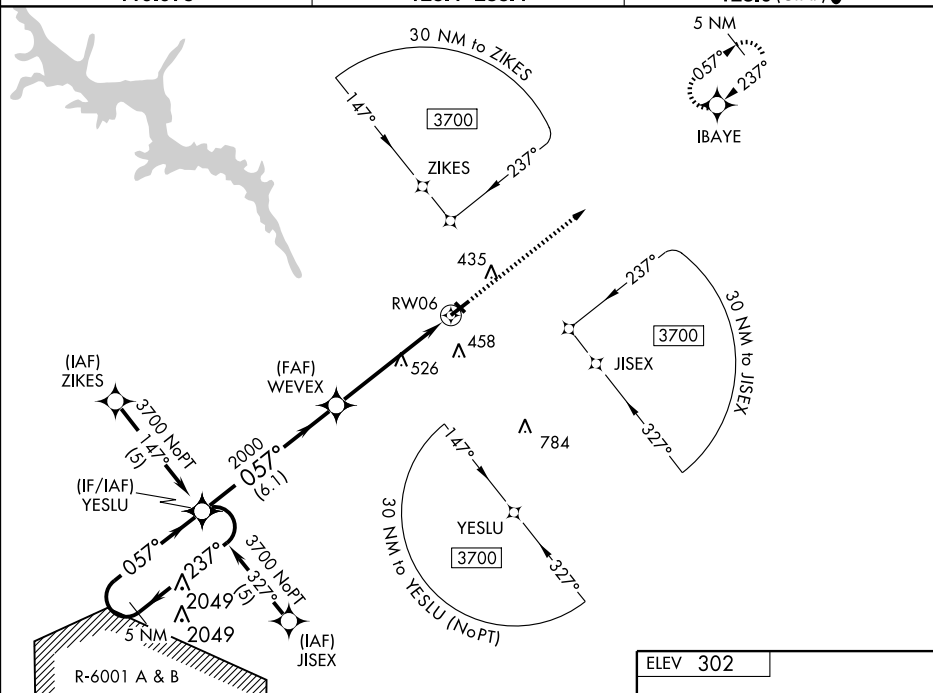 5 NM
057°
237°
IBAYE
30 NM to ZIKES
147°
3700
237°
ZIKES
435
RW06
458
526
237°
30 NM to JISEX
3700
JISEX
327°
784
(IAF)
ZIKES
3700 NoPT
147°
(5)
(FAF)
WEVEX
2000
057°
(6.1)
(IF/IAF)
YESLU
057°
237°
5 NM
2049
2049
3700 NoPT
327°
(5)
(IAF)
JISEX
R-6001 A & B
147°
YESLU
3700
327°
30 NM to YESLU (NoPT)
ELEV 302